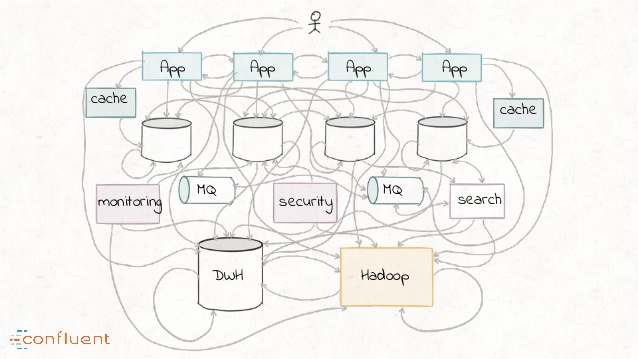 App
App
App
App
cache
cache
MQ
MQ
monitoring
security
search
DWH
Hadoop
confluent